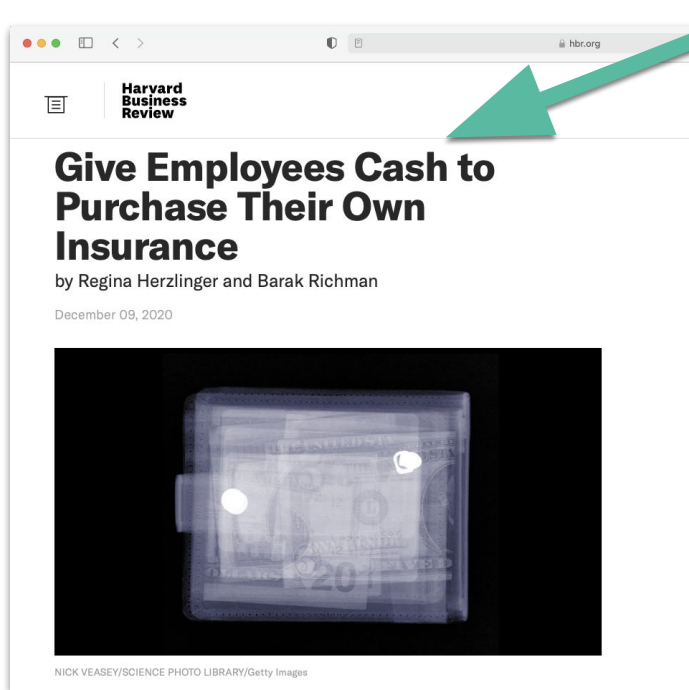 hbr.org
Harvard
Business
Review
Give Employees Cash to
Purchase Their Own
Insurance
by Regina Herzlinger and Barak Richman
December 09, 2020
20
NICK VEASEY/SCIENCE PHOTO LIBRARY/Getty Images